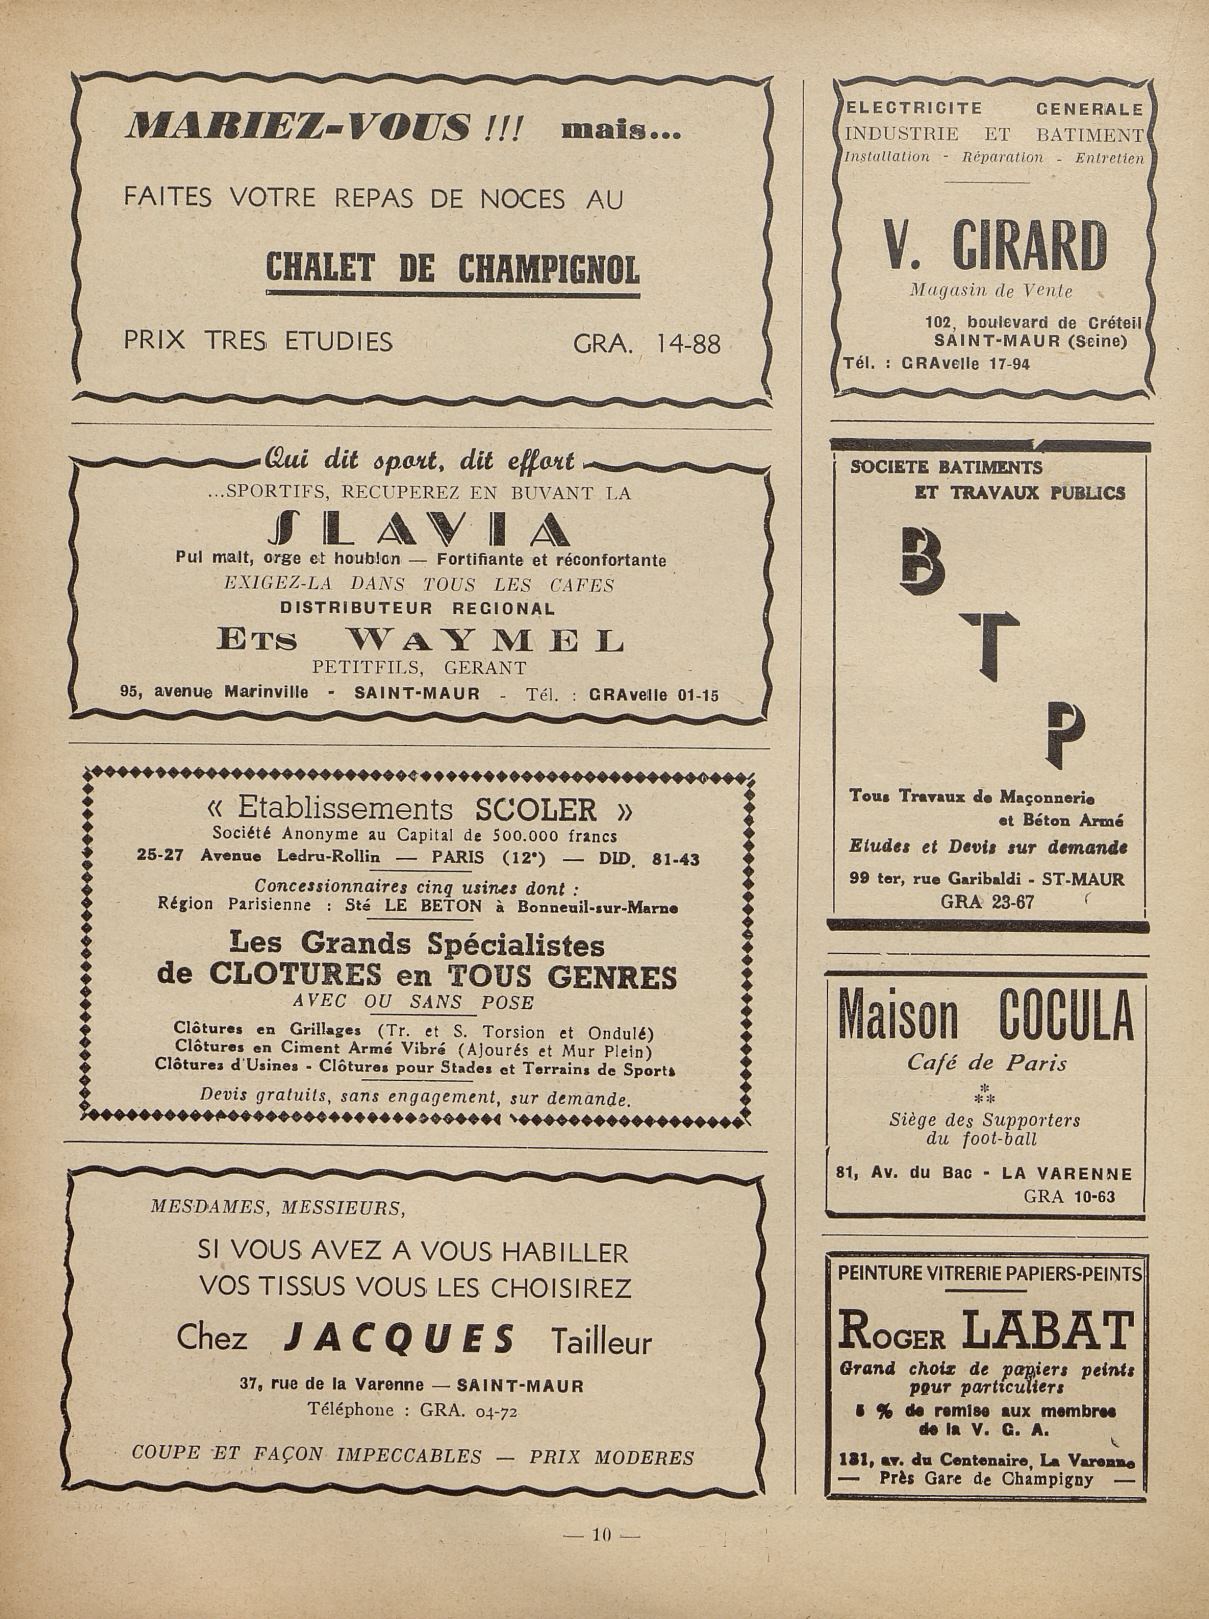 MARIEZ-VOUS !!! mais...
FAITES VOTRE REPAS DE NOCES AU
CHALET DE CHAMPIGNOL
PRIX TRES ETUDIES GRA. 14-88
Qui dit sport, dit effort
...SPORTIFS, RECUPEREZ EN BUVANT LA
SLAVIA
Pul malt, orge et houblon — Fortifiante et réconfortante
EXIGEZ-LA DANS TOUS LES CAFES
DISTRIBUTEUR REGIONAL
ETS WAYMEL
PETITFILS, GERANT
95, avenue Marinville - SAINT-MAUR - Tél. : GRAvelle 01-15
« Etablissements SCOLER »
Société Anonyme au Capital de 500.000 francs
25-27 Avenue Ledru-Rollin — PARIS (12e) — DID. 81-43
Concessionnaires cinq usines dont :
Région Parisienne : Sté LE BETON à Bonneuil-sur-Marne
Les Grands Spécialistes
de CLOTURES en TOUS GENRES
AVEC OU SANS POSE
Clôtures en Grillages (Tr. et S. Torsion et Ondulé)
Clôtures en Ciment Armé Vibré (Ajourés et Mur Plein)
Clôtures d'Usines - Clôtures pour Stades et Terrains de Sports
Devis gratuits, sans engagement, sur demande.
MESDAMES, MESSIEURS,
SI VOUS AVEZ A VOUS HABILLER
VOS TISSUS VOUS LES CHOISIREZ
Chez JACQUES Tailleur
37, rue de la Varenne — SAINT-MAUR
Téléphone : GRA. 04-72
COUPE ET FAÇON IMPECCABLES — PRIX MODERES
ELECTRICITE GENERALE
INDUSTRIE ET BATIMENT
Installation - Réparation - Entretien
V. GIRARD
Magasin de Vente
102, boulevard de Créteil
SAINT-MAUR (Seine)
Tél. : GRAvelle 17-94
SOCIETE BATIMENTS
ET TRAVAUX PUBLICS
B
T
P
Tous Travaux de Maçonnerie
et Béton Armé
Etudes et Devis sur demande
99 ter, rue Garibaldi - ST-MAUR
GRA 23-67
Maison COCULA
Café de Paris
*
**
Siège des Supporters
du foot-ball
81, Av. du Bac - LA VARENNE
GRA 10-63
PEINTURE VITRERIE PAPIERS-PEINTS
ROGER LABAT
Grand choix de papiers peints
pour particuliers
5 % de remise aux membres
de la V. G. A.
131, av. du Centenaire, La Varenne
— Près Gare de Champigny —
— 10 —